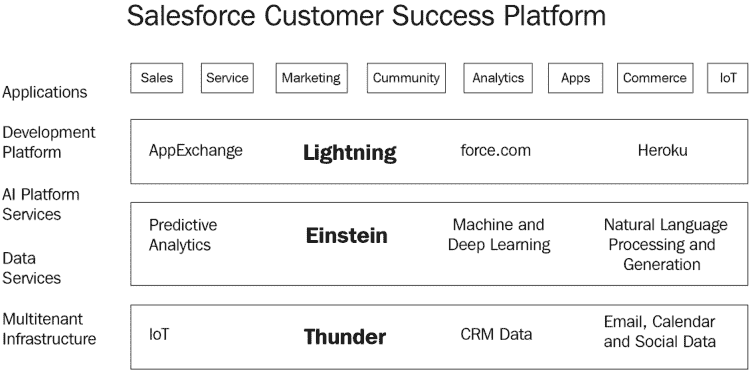 Salesforce Customer Success Platform
Applications
Sales
Service
Marketing
Cummunity
Analytics
Apps
Commerce
IoT
Development
Platform
AppExchange
Lightning
force.com
Heroku
AI Platform
Services
Predictive
Analytics
Einstein
Machine and
Deep Learning
Natural Language
Processing and
Generation
Data
Services
Multitenant
Infrastructure
IoT
Thunder
CRM Data
Email, Calendar
and Social Data